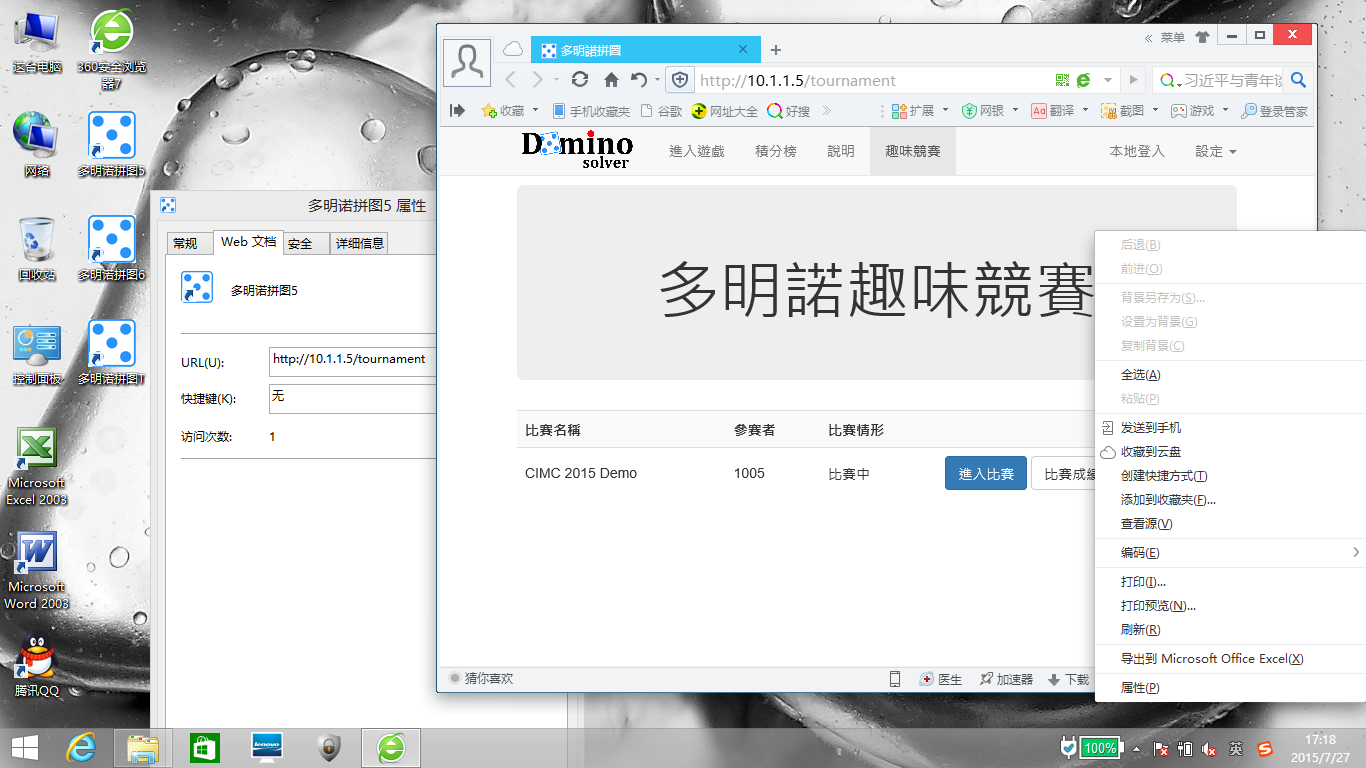 这台电脑
360安全浏览
器7
网络
多明诺拼图5
回收站
多明诺拼图6
控制面板
多明诺拼图T
Microsoft
Excel 2003
Microsoft
Word 2003
腾讯QQ
多明诺拼图5 属性
常规
Web 文档
安全
详细信息
多明诺拼图5
URL(U):
http://10.1.1.5/tournament
快捷键(K):
无
访问次数:
1
多明諾拼圖
« 菜单
http://10.1.1.5/tournament
习近平与青年谈
收藏
手机收藏夹
谷歌
网址大全
好搜
»
扩展
网银
Aa 翻译
截图
游戏
登录管家
Domino
solver
進入遊戲
積分榜
說明
趣味競賽
本地登入
設定
多明諾趣味競賽
比賽名稱
參賽者
比賽情形
CIMC 2015 Demo
1005
比賽中
進入比賽
比賽成績
猜你喜欢
医生
加速器
下载
后退(B)
前进(O)
背景另存为(S)...
设置为背景(G)
复制背景(C)
全选(A)
粘贴(P)
发送到手机
收藏到云盘
创建快捷方式(T)
添加到收藏夹(F)...
查看源(V)
编码(E)
打印(I)...
打印预览(N)...
刷新(R)
导出到 Microsoft Office Excel(X)
属性(P)
lenovo
100%
英
17:18
2015/7/27